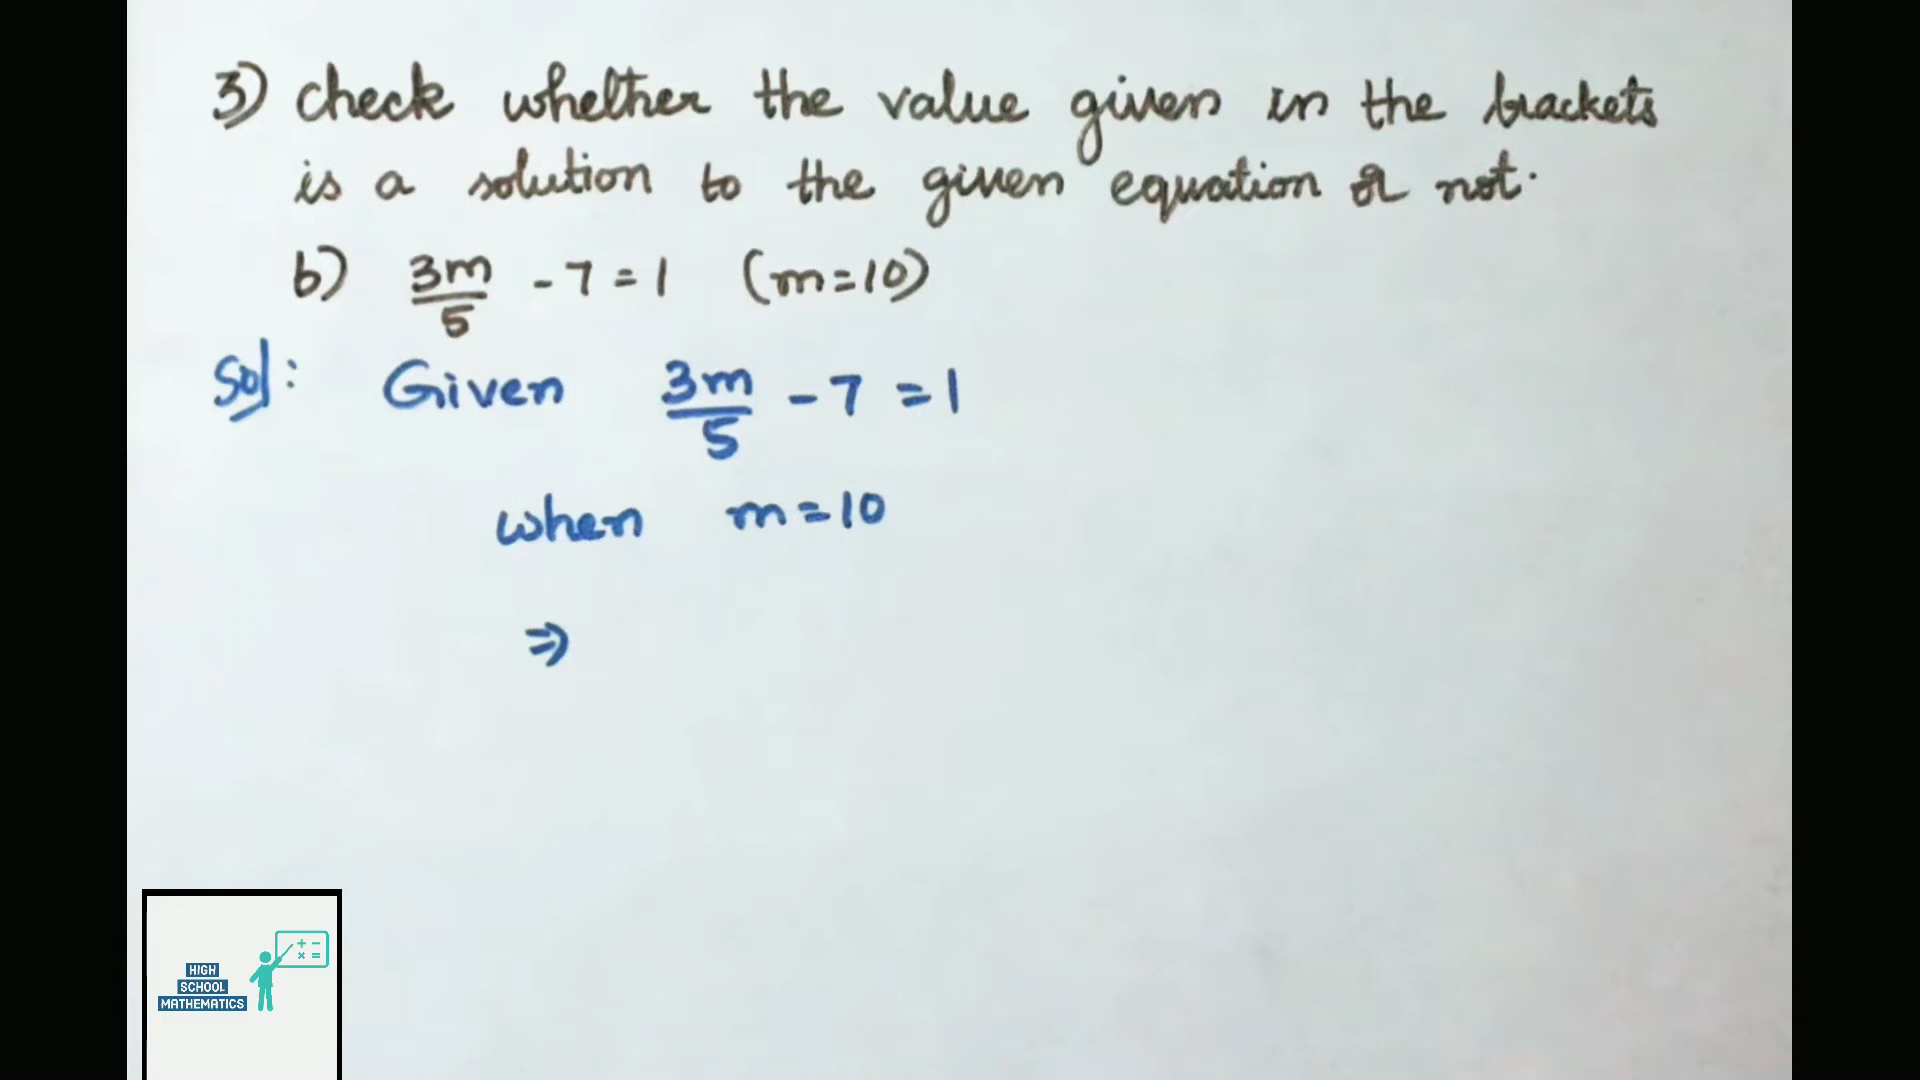 3) check whether the value given in the brackets
is a solution to the given equation or not.
b) 3m/5 - 7 = 1 (m=10)
Sol: Given 3m/5 - 7 = 1
when m=10
⇒
+ -
× =
HIGH
SCHOOL
MATHEMATICS